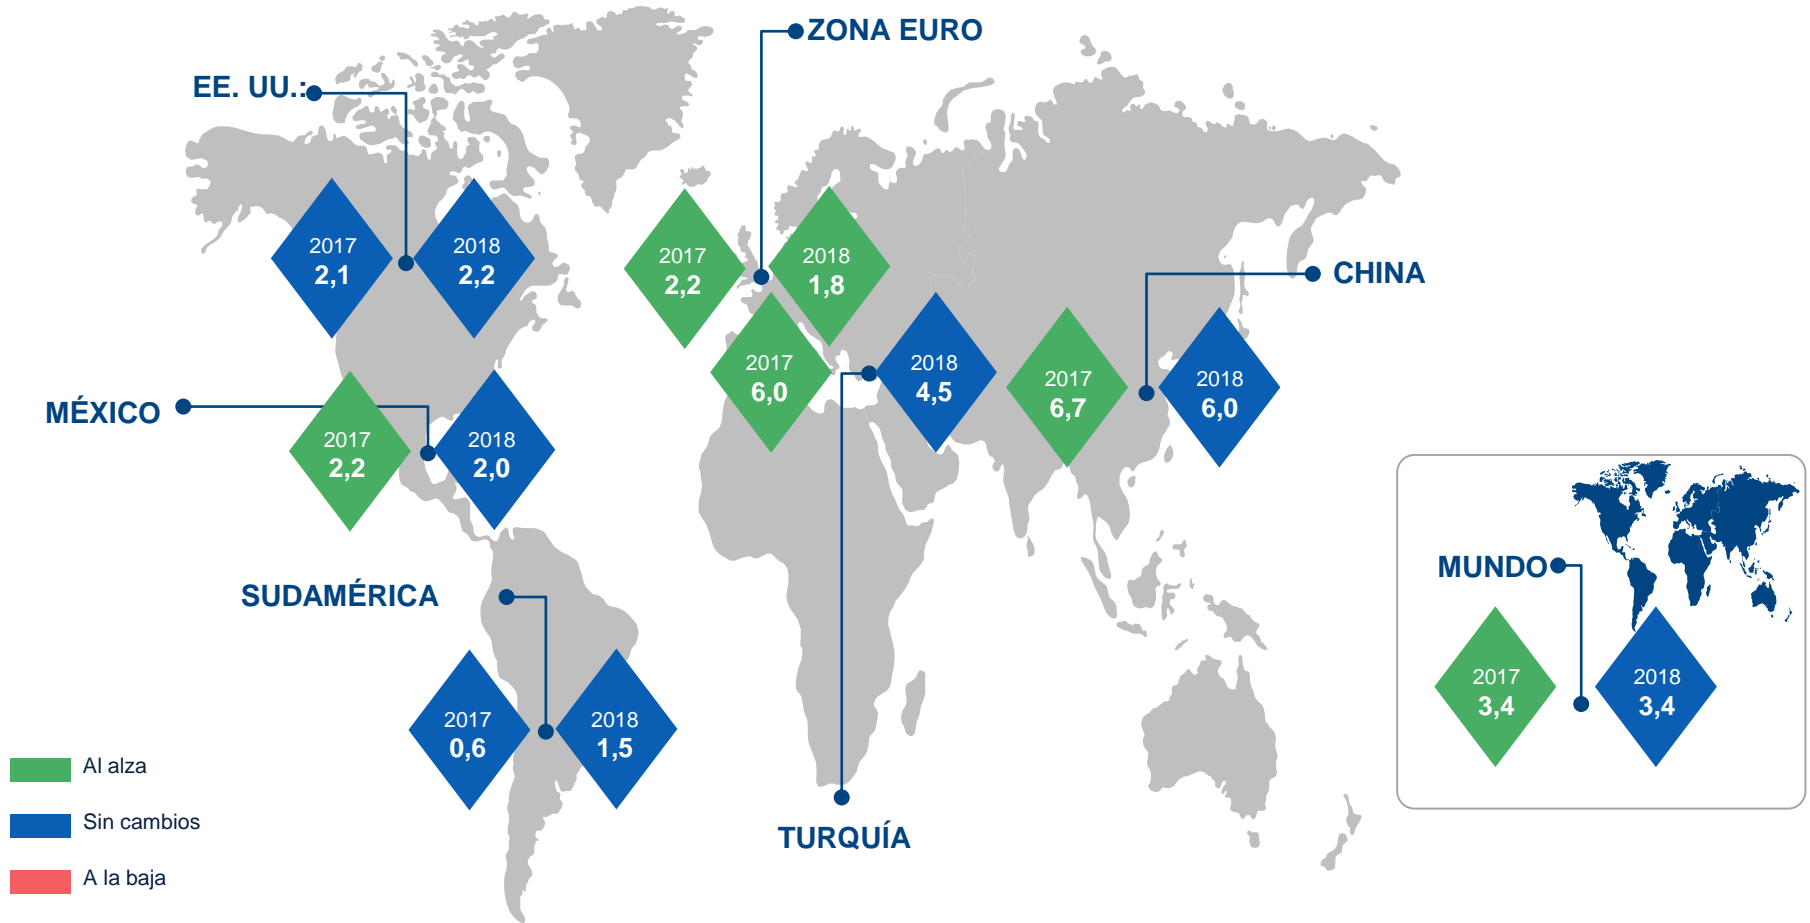 ZONA EURO
EE. UU.:
2017
2,1
2018
2,2
2017
2,2
2018
1,8
CHINA
2017
6,0
2018
4,5
2017
6,7
2018
6,0
MÉXICO
2017
2,2
2018
2,0
SUDAMÉRICA
2017
0,6
2018
1,5
TURQUÍA
MUNDO
2017
3,4
2018
3,4
Al alza
Sin cambios
A la baja